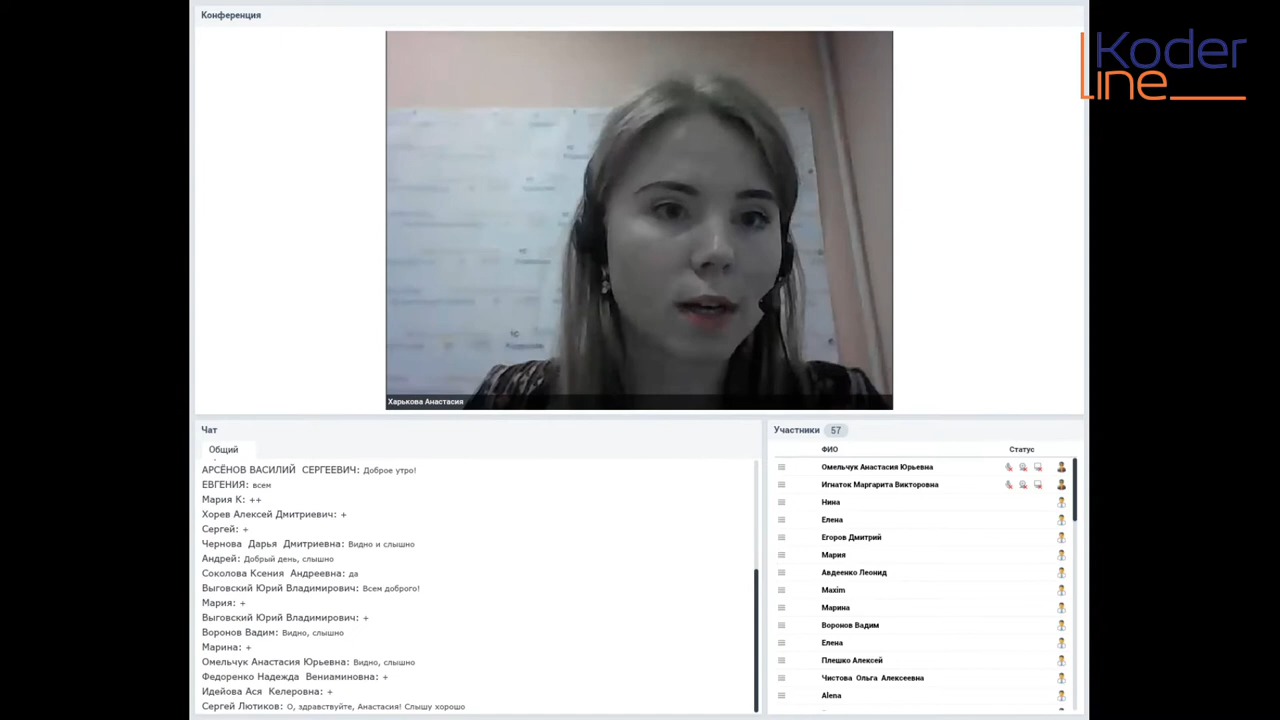 Конференция
Koder
Line
Харькова Анастасия
Чат
Общий
АРСЁНОВ ВАСИЛИЙ СЕРГЕЕВИЧ: Доброе утро!
ЕВГЕНИЯ: всем
Мария К: ++
Хорев Алексей Дмитриевич: +
Сергей: +
Чернова Дарья Дмитриевна: Видно и слышно
Андрей: Добрый день, слышно
Соколова Ксения Андреевна: да
Выговский Юрий Владимирович: Всем доброго!
Мария: +
Выговский Юрий Владимирович: +
Воронов Вадим: Видно, слышно
Марина: +
Омельчук Анастасия Юрьевна: Видно, слышно
Федоренко Надежда Вениаминовна: +
Идейова Ася Келеровна: +
Сергей Лютиков: О, здравствуйте, Анастасия! Слышу хорошо
Участники 57
ФИО Статус
Омельчук Анастасия Юрьевна
Игнаток Маргарита Викторовна
Нина
Елена
Егоров Дмитрий
Мария
Авдеенко Леонид
Maxim
Марина
Воронов Вадим
Елена
Плешко Алексей
Чистова Ольга Алексеевна
Alena